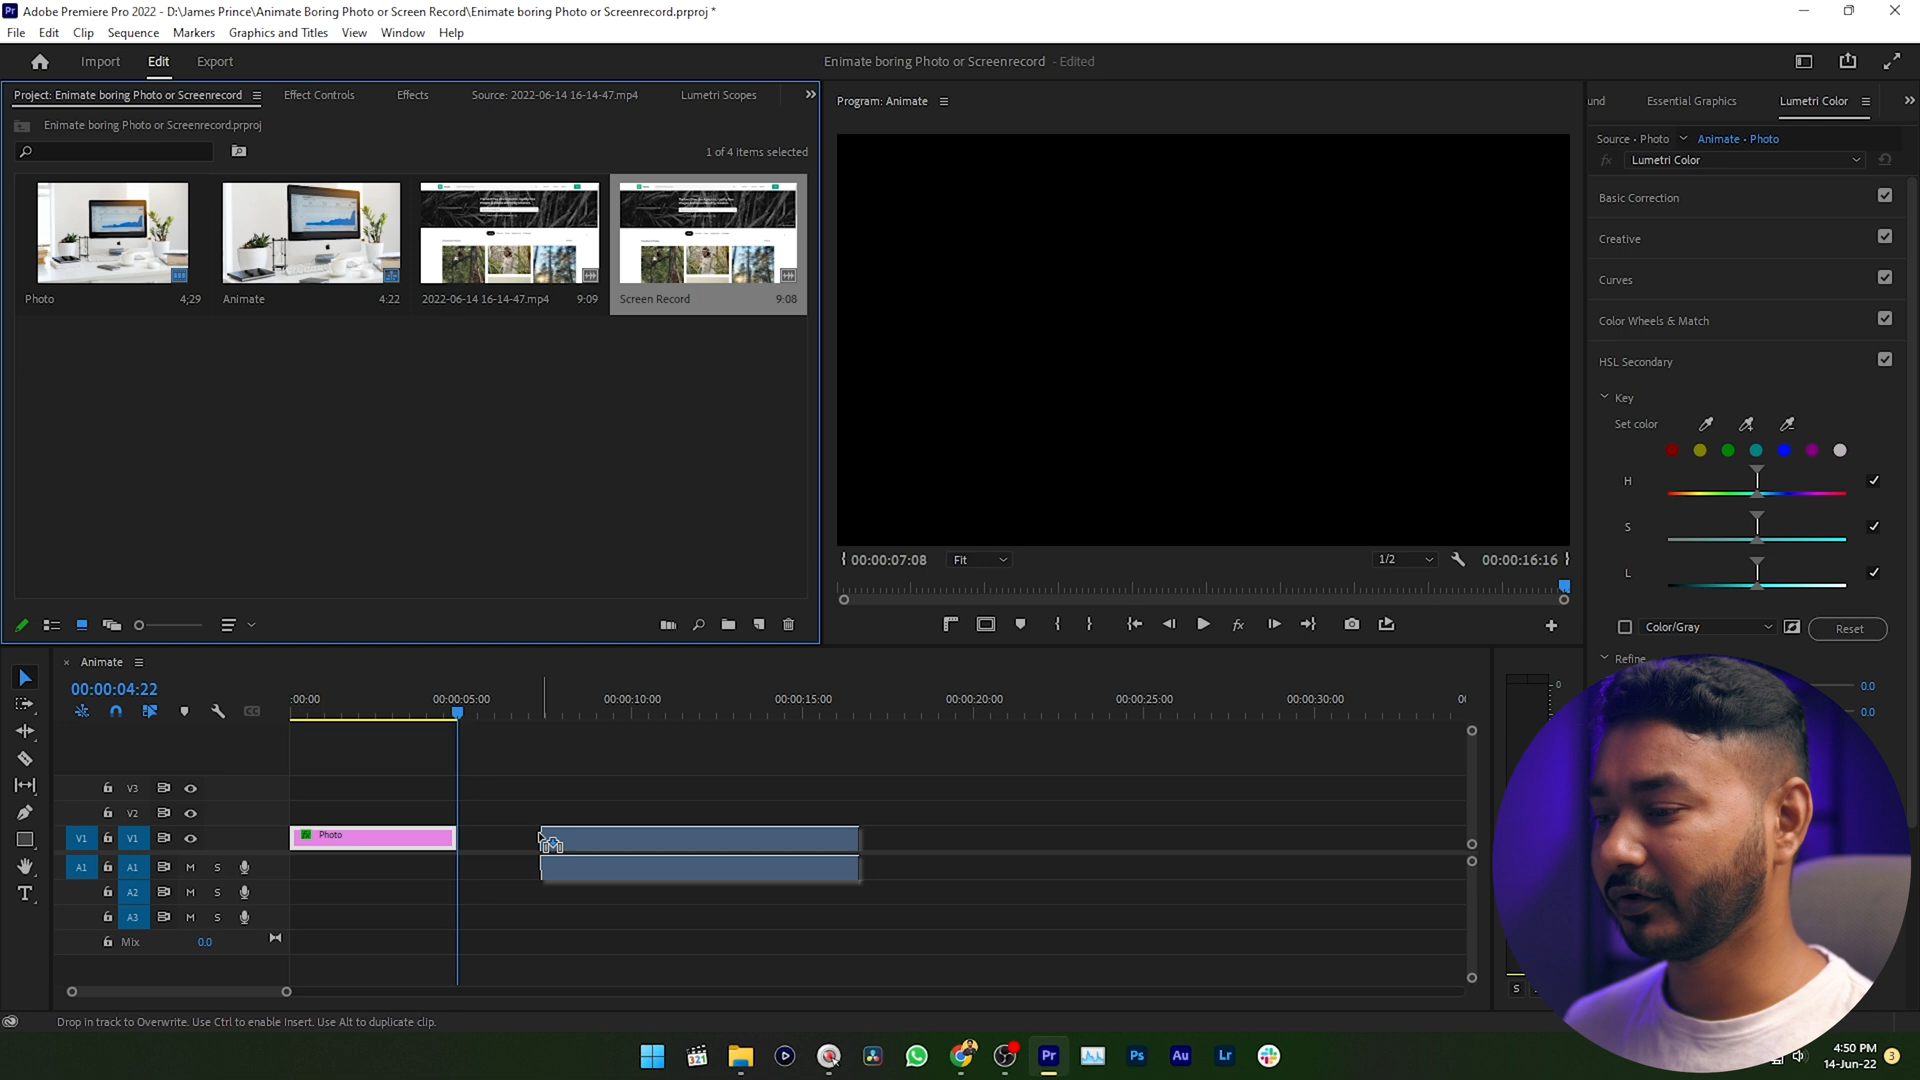 Adobe Premiere Pro 2022 - D:\James Prince\Animate Boring Photo or Screen Record\Enimate boring Photo or Screenrecord.prproj *
File Edit Clip Sequence Markers Graphics and Titles View Window Help
Import Edit Export
Enimate boring Photo or Screenrecord - Edited
Project: Enimate boring Photo or Screenrecord Effect Controls Effects Source: 2022-06-14 16-14-47.mp4 Lumetri Scopes
Program: Animate
und Essential Graphics Lumetri Color
Enimate boring Photo or Screenrecord.prproj
1 of 4 items selected
Source • Photo Animate • Photo
fx Lumetri Color
Basic Correction
Creative
Curves
Color Wheels & Match
HSL Secondary
Key
Set color
H
S
L
Color/Gray Reset
Refine
0.0
0.0
Photo 4;29 Animate 4:22 2022-06-14 16-14-47.mp4 9:09 Screen Record 9:08
00:00:07:08 Fit 1/2 00:00:16:16
fx
Animate
00:00:04:22
:00:00 00:00:05:00 00:00:10:00 00:00:15:00 00:00:20:00 00:00:25:00 00:00:30:00
0
V3
V2
V1 V1 Photo
A1 A1 M S
A2 M S
A3 M S
Mix 0.0
S
Drop in track to Overwrite. Use Ctrl to enable Insert. Use Alt to duplicate clip.
321 Pr Ps Au Lr
4:50 PM
14-Jun-22 3